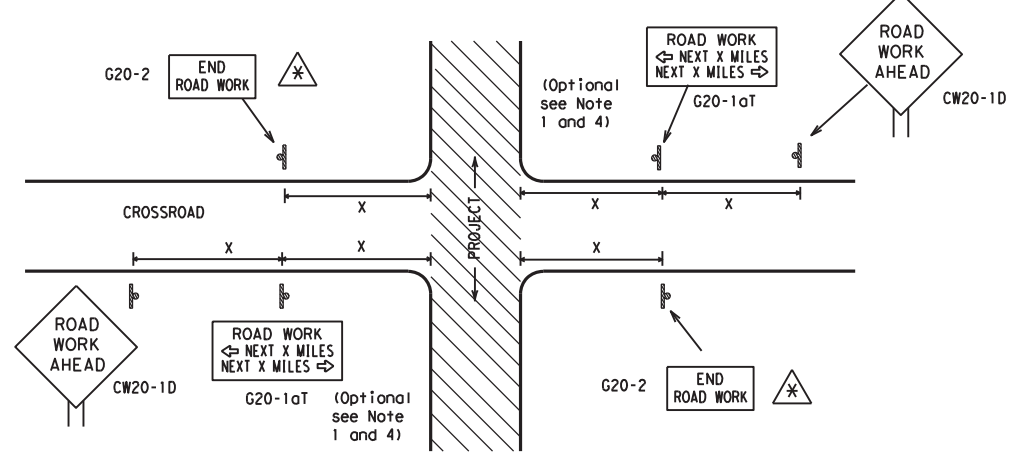 G20-2
END
ROAD WORK
*
(Optional
see Note
1 and 4)
ROAD WORK
⇦ NEXT X MILES
NEXT X MILES ⇨
G20-1aT
ROAD
WORK
AHEAD
CW20-1D
CROSSROAD
X
X
X
PROJECT
X
X
X
ROAD
WORK
AHEAD
CW20-1D
ROAD WORK
⇦ NEXT X MILES
NEXT X MILES ⇨
G20-1aT
(Optional
see Note
1 and 4)
G20-2
END
ROAD WORK
*